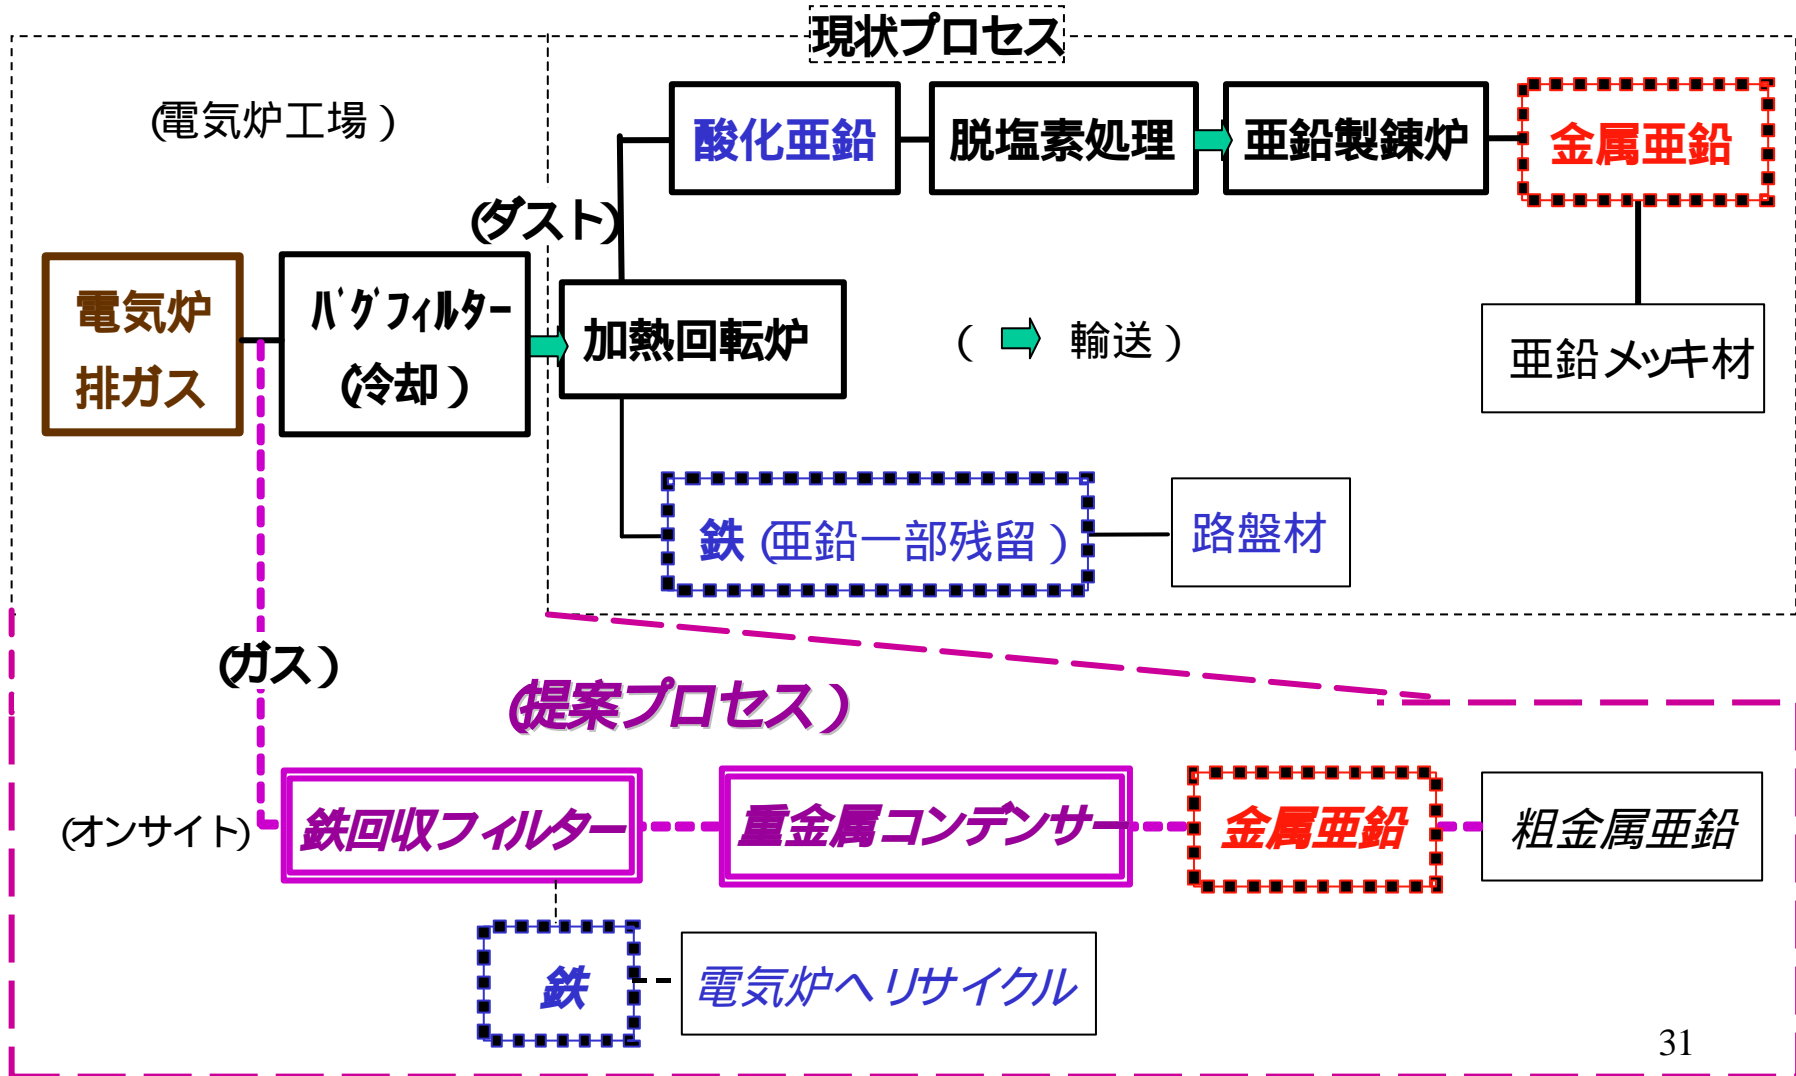 現状プロセス
(電気炉工場)
酸化亜鉛
脱塩素処理
亜鉛製錬炉
金属亜鉛
(ダスト)
電気炉
排ガス
バグフィルター
(冷却)
加熱回転炉
( 輸送)
亜鉛メッキ材
鉄(亜鉛一部残留)
路盤材
(ガス)
(提案プロセス)
(オンサイト)
鉄回収フィルター
重金属コンデンサー
金属亜鉛
粗金属亜鉛
鉄
電気炉へリサイクル
31